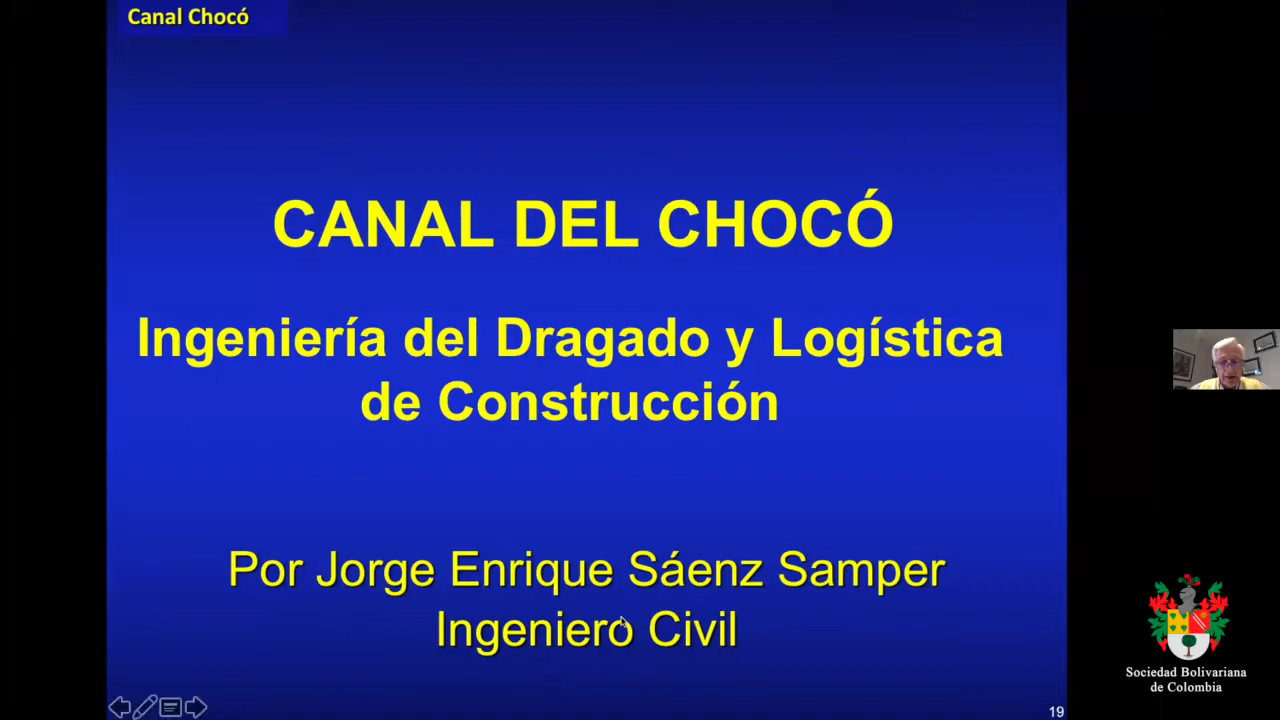 Canal Chocó
CANAL DEL CHOCÓ
Ingeniería del Dragado y Logística
de Construcción
Por Jorge Enrique Sáenz Samper
Ingeniero Civil
19
Sociedad Bolivariana
de Colombia